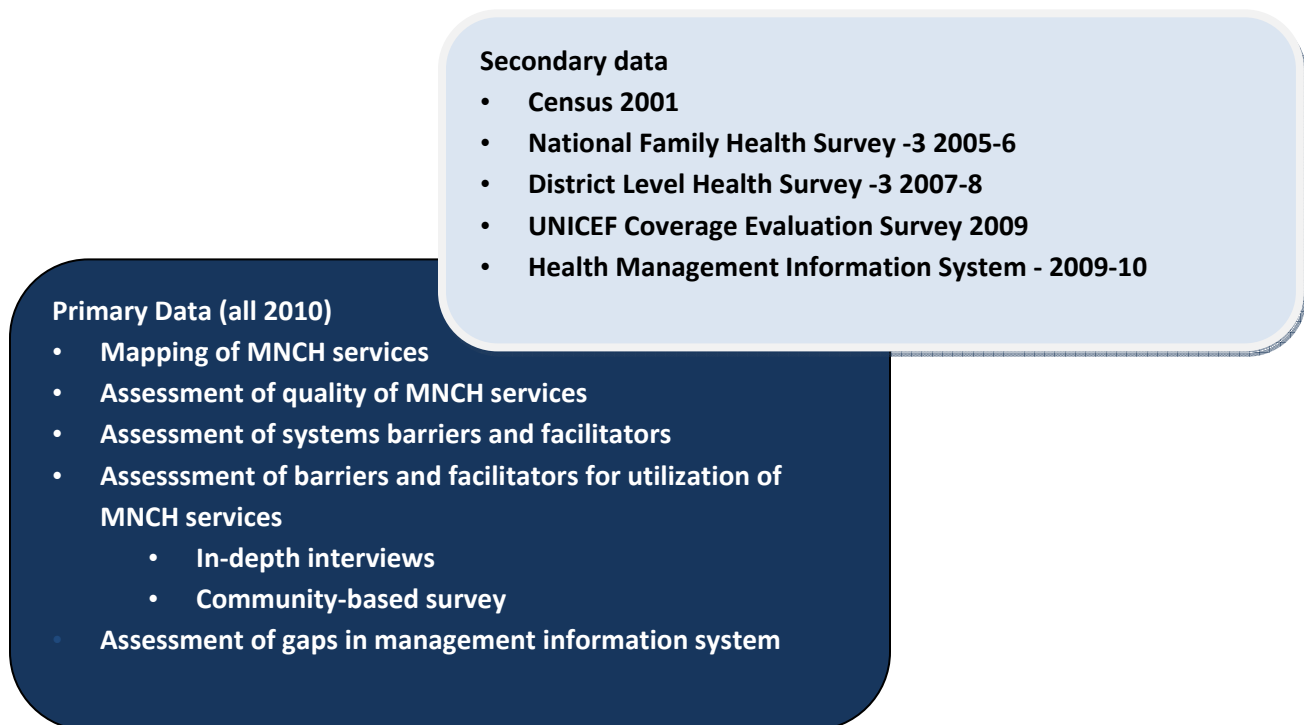 Secondary data
• Census 2001
• National Family Health Survey -3 2005-6
• District Level Health Survey -3 2007-8
• UNICEF Coverage Evaluation Survey 2009
• Health Management Information System - 2009-10
Primary Data (all 2010)
• Mapping of MNCH services
• Assessment of quality of MNCH services
• Assessment of systems barriers and facilitators
• Assesssment of barriers and facilitators for utilization of
MNCH services
• In-depth interviews
• Community-based survey
• Assessment of gaps in management information system